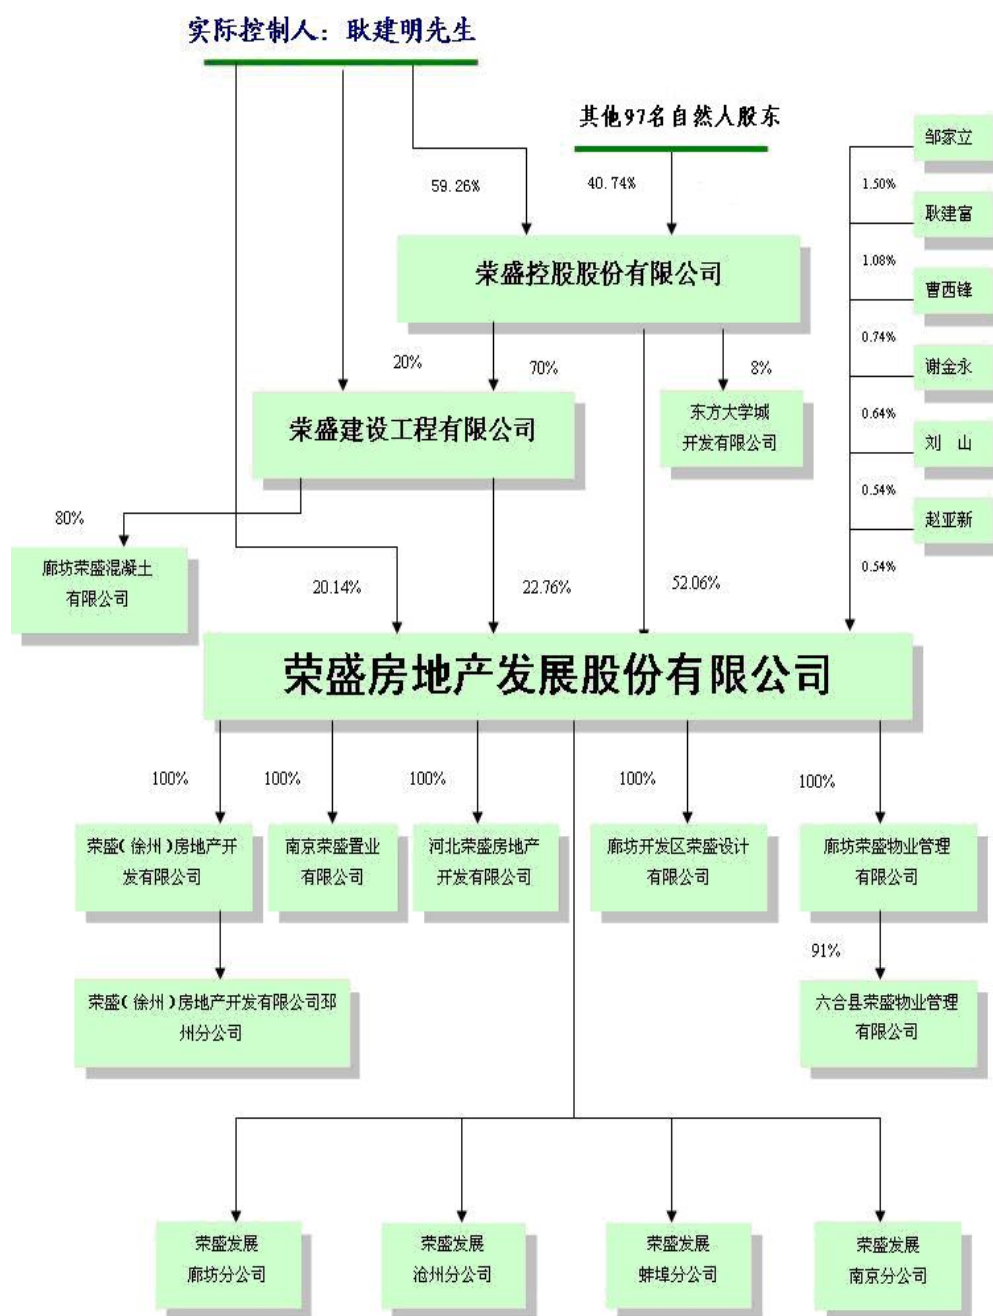 实际控制人：耿建明先生
其他97名自然人股东
邹家立
59.26%
40.74%
1.50%
耿建富
荣盛控股股份有限公司
1.08%
曹西锋
0.74%
20%
70%
8%
谢金永
荣盛建设工程有限公司
东方大学城
开发有限公司
0.64%
刘　山
0.54%
80%
赵亚新
廊坊荣盛混凝土
有限公司
20.14%
22.76%
52.06%
0.54%
荣盛房地产发展股份有限公司
100%
100%
100%
100%
100%
荣盛（徐州）房地产开
发有限公司
南京荣盛置业
有限公司
河北荣盛房地产
开发有限公司
廊坊开发区荣盛设计
有限公司
廊坊荣盛物业管理
有限公司
91%
荣盛（徐州）房地产开发有限公司邳
州分公司
六合县荣盛物业管理
有限公司
荣盛发展
廊坊分公司
荣盛发展
沧州分公司
荣盛发展
蚌埠分公司
荣盛发展
南京分公司